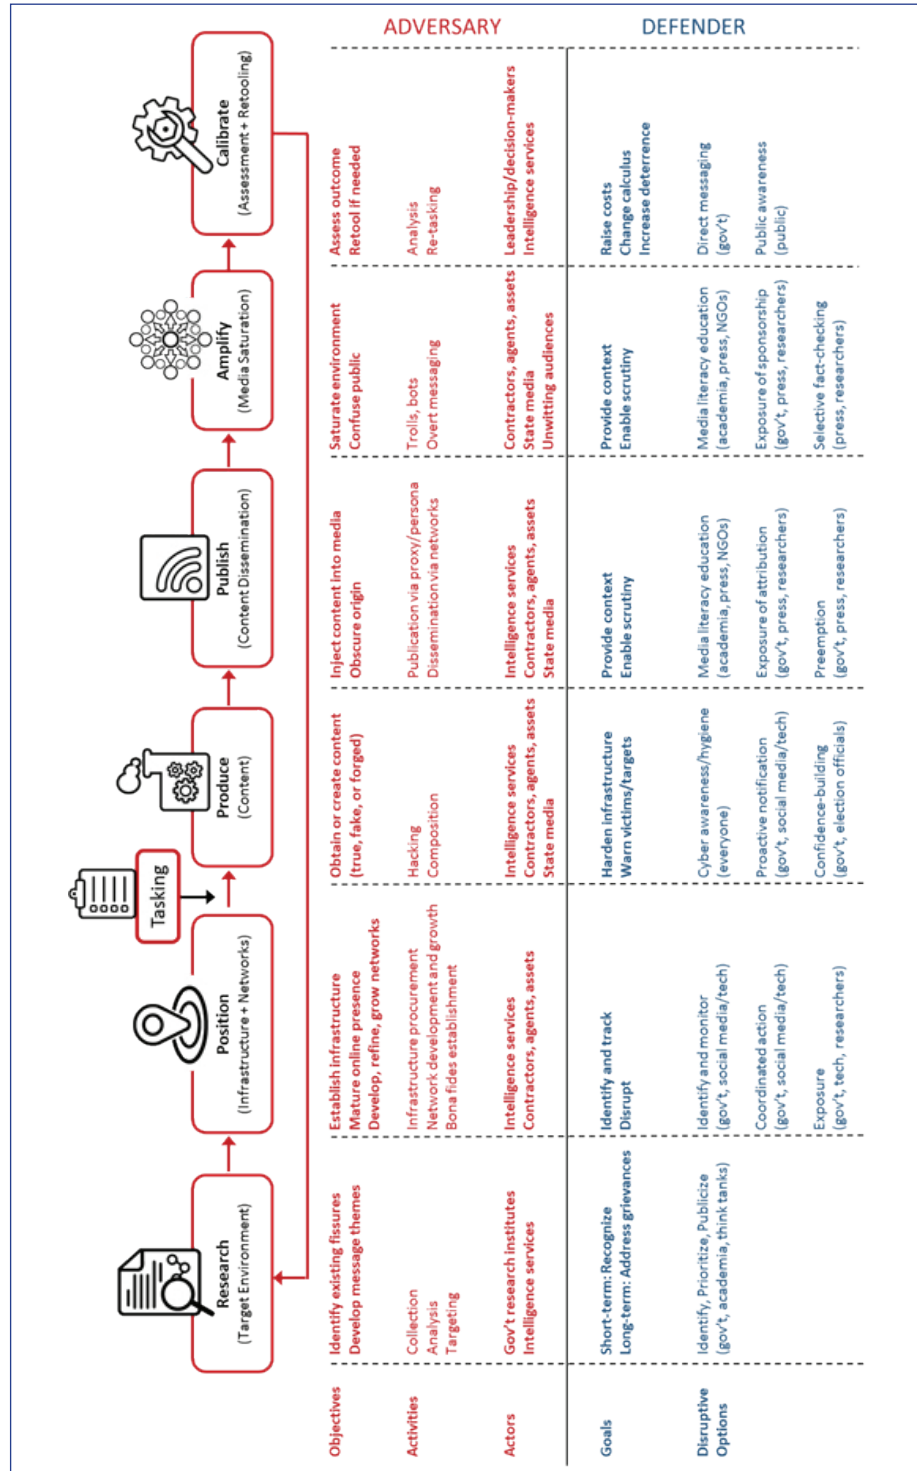 ADVERSARY
DEFENDER
Research
(Target Environment)
Position
(Infrastructure + Networks)
Tasking
Produce
(Content)
Publish
(Content Dissemination)
Amplify
(Media Saturation)
Calibrate
(Assessment + Retooling)
Objectives
Identify existing fissures
Develop message themes
Establish infrastructure
Mature online presence
Develop, refine, grow networks
Obtain or create content
(true, fake, or forged)
Inject content into media
Obscure origin
Saturate environment
Confuse public
Assess outcome
Retool if needed
Activities
Collection
Analysis
Targeting
Infrastructure procurement
Network development and growth
Bona fides establishment
Hacking
Composition
Publication via proxy/persona
Dissemination via networks
Trolls, bots
Overt messaging
Analysis
Re-tasking
Actors
Gov't research institutes
Intelligence services
Intelligence services
Contractors, agents, assets
Intelligence services
Contractors, agents, assets
State media
Intelligence services
Contractors, agents, assets
State media
Contractors, agents, assets
State media
Unwitting audiences
Leadership/decision-makers
Intelligence services
Goals
Short-term: Recognize
Long-term: Address grievances
Identify and track
Disrupt
Harden infrastructure
Warn victims/targets
Provide context
Enable scrutiny
Provide context
Enable scrutiny
Raise costs
Change calculus
Increase deterrence
Disruptive
Options
Identify, Prioritize, Publicize
(gov't, academia, think tanks)
Identify and monitor
(gov't, social media/tech)
Coordinated action
(gov't, social media/tech)
Exposure
(gov't, tech, researchers)
Cyber awareness/hygiene
(everyone)
Proactive notification
(gov't, social media/tech)
Confidence-building
(gov't, election officials)
Media literacy education
(academia, press, NGOs)
Exposure of attribution
(gov't, press, researchers)
Preemption
(gov't, press, researchers)
Media literacy education
(academia, press, NGOs)
Exposure of sponsorship
(gov't, press, researchers)
Selective fact-checking
(press, researchers)
Direct messaging
(gov't)
Public awareness
(public)